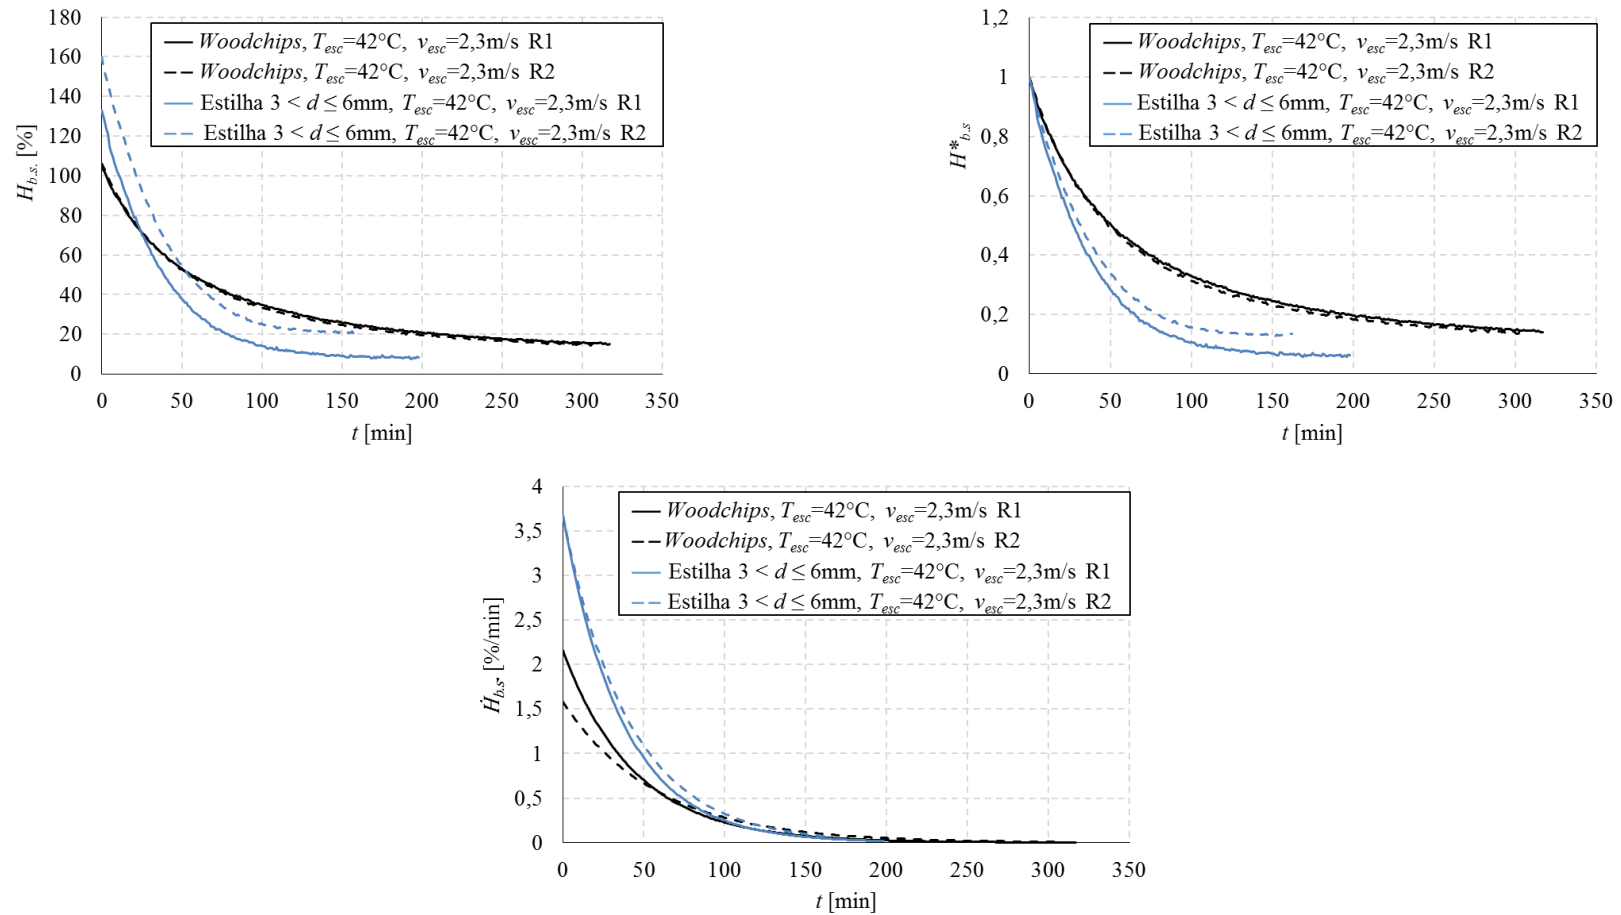 180
160
140
120
100
80
60
40
20
0
H_b.s. [%]
Woodchips, T_esc=42°C, v_esc=2,3m/s R1
Woodchips, T_esc=42°C, v_esc=2,3m/s R2
Estilha 3 < d ≤ 6mm, T_esc=42°C, v_esc=2,3m/s R1
Estilha 3 < d ≤ 6mm, T_esc=42°C, v_esc=2,3m/s R2
0 50 100 150 200 250 300 350
t [min]
1,2
1
0,8
0,6
0,4
0,2
0
H*_b.s
Woodchips, T_esc=42°C, v_esc=2,3m/s R1
Woodchips, T_esc=42°C, v_esc=2,3m/s R2
Estilha 3 < d ≤ 6mm, T_esc=42°C, v_esc=2,3m/s R1
Estilha 3 < d ≤ 6mm, T_esc=42°C, v_esc=2,3m/s R2
0 50 100 150 200 250 300 350
t [min]
4
3,5
3
2,5
2
1,5
1
0,5
0
Ḣ_b.s. [%/min]
Woodchips, T_esc=42°C, v_esc=2,3m/s R1
Woodchips, T_esc=42°C, v_esc=2,3m/s R2
Estilha 3 < d ≤ 6mm, T_esc=42°C, v_esc=2,3m/s R1
Estilha 3 < d ≤ 6mm, T_esc=42°C, v_esc=2,3m/s R2
0 50 100 150 200 250 300 350
t [min]